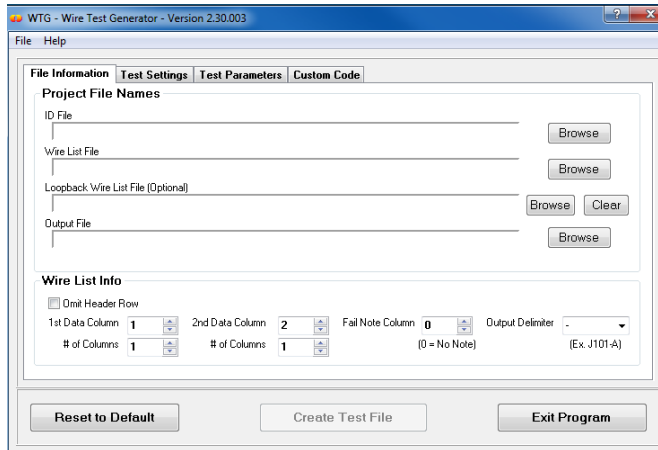 WTG - Wire Test Generator - Version 2.30.003
File Help
File Information Test Settings Test Parameters Custom Code
Project File Names
ID File
Browse
Wire List File
Browse
Loopback Wire List File (Optional)
Browse Clear
Output File
Browse
Wire List Info
Omit Header Row
1st Data Column 1 2nd Data Column 2 Fail Note Column 0 Output Delimiter -
# of Columns 1 # of Columns 1 (0 = No Note) (Ex. J101-A)
Reset to Default Create Test File Exit Program